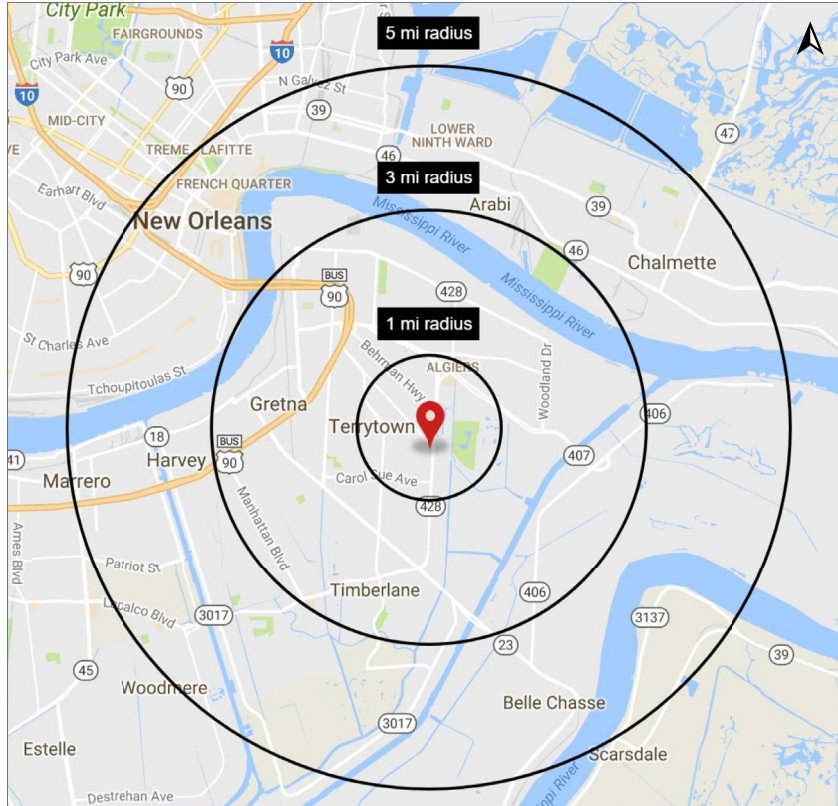 City Park
5 mi radius
FAIRGROUNDS
10
City Park Ave
90
N Galvez St
10
39
MID-CITY
LOWER
NINTH WARD
47
TREME - LAFITTE
46
Earhart Blvd
FRENCH QUARTER
3 mi radius
New Orleans
Mississippi River
Arabi
39
46
Chalmette
90
BUS
90
428
Mississippi River
St Charles Ave
1 mi radius
Behrman Hwy
ALGIERS
Woodland Dr
Tchoupitoulas St
Gretna
Terrytown
406
18
BUS
90
407
41
Harvey
Marrero
Carol Sue Ave
428
Manhattan Blvd
Ames Blvd
Patriot St
Timberlane
406
Lapalco Blvd
3017
3137
23
39
45
Woodmere
Belle Chasse
3017
Estelle
Scarsdale
Destrehan Ave